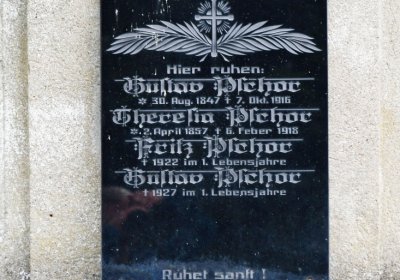 Hier ruhen:
Gustav Pschor
* 30. Aug. 1847 † 7. Okt. 1916
Theresia Pschor
* 2. April 1857 † 6. Feber 1918
Fritz Pschor
† 1922 im 1. Lebensjahre
Gustav Pschor
† 1927 im 1. Lebensjahre
Ruhet sanft !